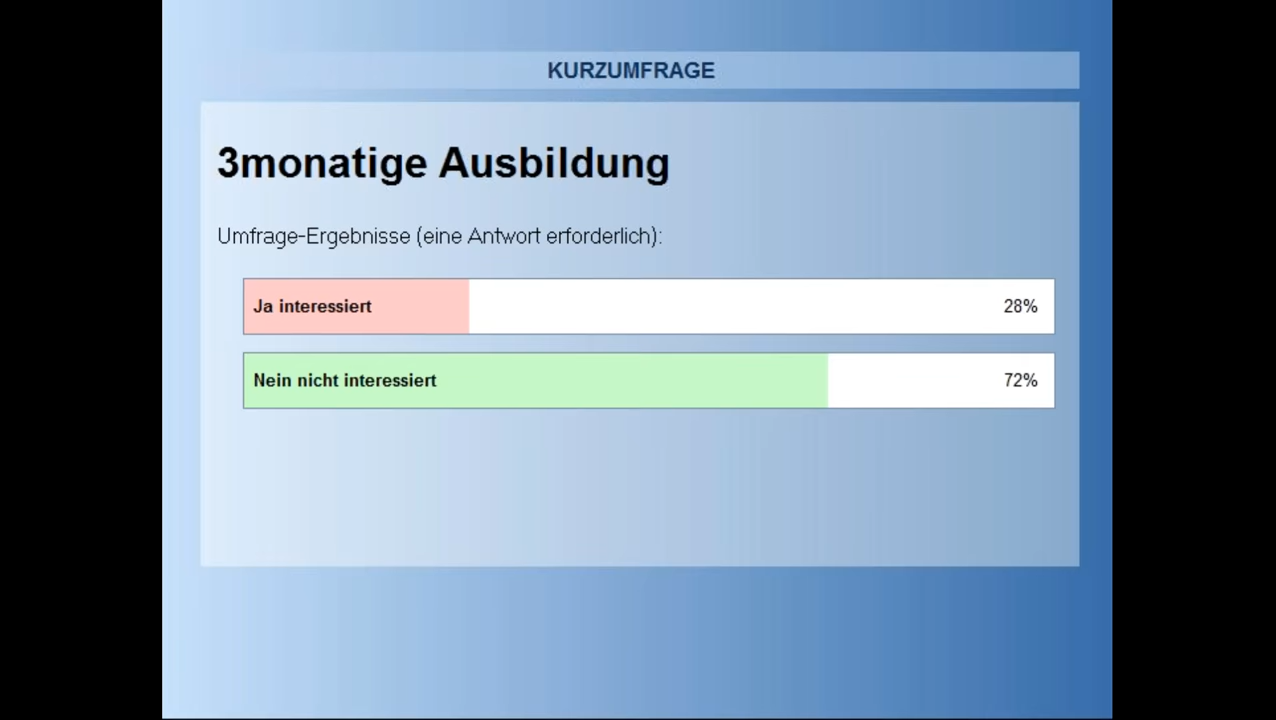 KURZUMFRAGE
3monatige Ausbildung
Umfrage-Ergebnisse (eine Antwort erforderlich):
Ja interessiert 28%
Nein nicht interessiert 72%